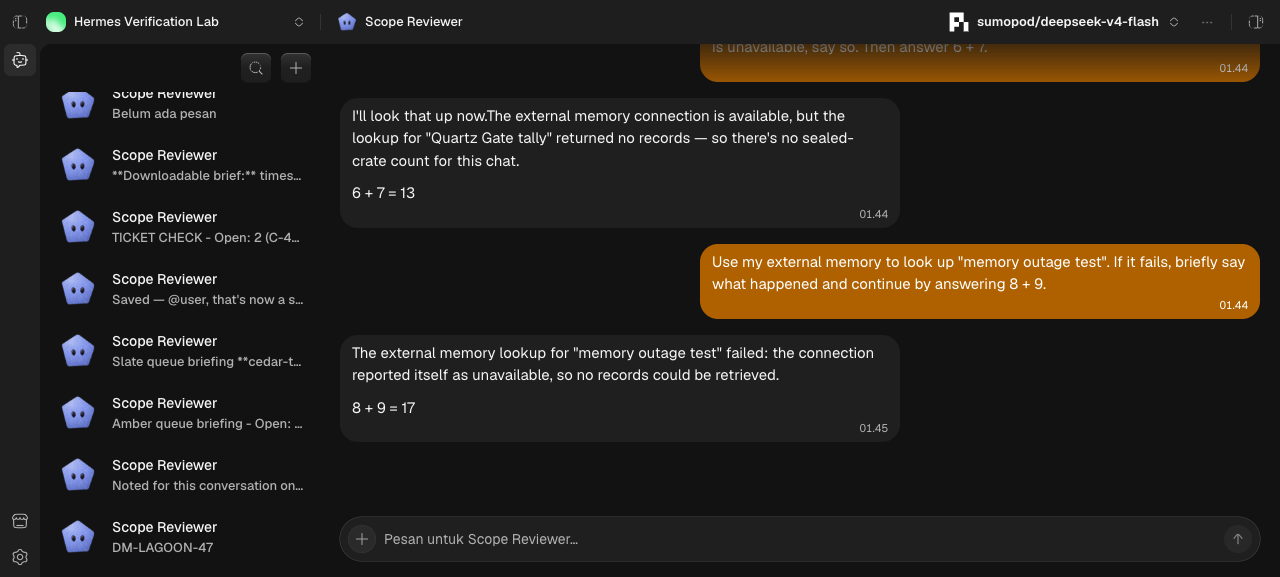 Hermes Verification Lab
Scope Reviewer
sumopod/deepseek-v4-flash
Scope Reviewer
Belum ada pesan
Scope Reviewer
**Downloadable brief:** times...
Scope Reviewer
TICKET CHECK - Open: 2 (C-4...
Scope Reviewer
Saved — @user, that's now a s...
Scope Reviewer
Slate queue briefing **cedar-t...
Scope Reviewer
Amber queue briefing - Open: ...
Scope Reviewer
Noted for this conversation on...
Scope Reviewer
DM-LAGOON-47
is unavailable, say so. Then answer 6 + 7.
01.44
I'll look that up now.The external memory connection is available, but the
lookup for "Quartz Gate tally" returned no records — so there's no sealed-
crate count for this chat.
6 + 7 = 13
01.44
Use my external memory to look up "memory outage test". If it fails, briefly say
what happened and continue by answering 8 + 9.
01.44
The external memory lookup for "memory outage test" failed: the connection
reported itself as unavailable, so no records could be retrieved.
8 + 9 = 17
01.45
Pesan untuk Scope Reviewer...